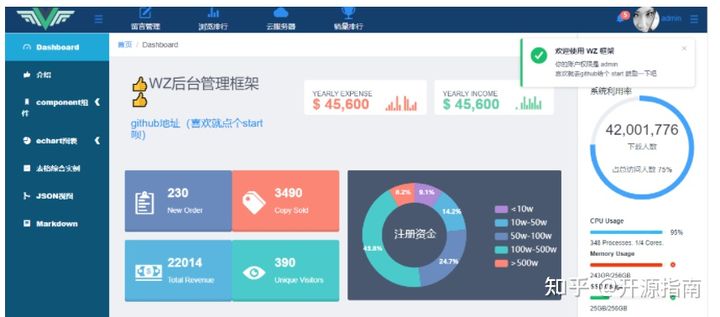 留言管理
浏览排行
云服务器
销量排行
5
admin
Dashboard
介绍
component组件
echart图表
表格综合实例
JSON视图
Markdown
首页 / Dashboard
WZ后台管理框架
github地址（喜欢就点个start呗）
YEARLY EXPENSE
$ 45,600
YEARLY INCOME
$ 45,600
欢迎使用 WZ 框架
你的账户权限是 admin
喜欢就去github给个 start 鼓励一下吧
系统利用率
42,001,776
下载人数
占总访问人数 75%
230
New Order
3490
Copy Sold
22014
Total Revenue
390
Unique Visitors
注册资金
8.2%
9.1%
14.2%
24.7%
43.8%
<10w
10w-50w
50w-100w
100w-500w
>500w
CPU Usage
95%
348 Processes. 1/4 Cores.
Memory Usage
243GB/256GB
25GB/256GB
知乎 @开源指南